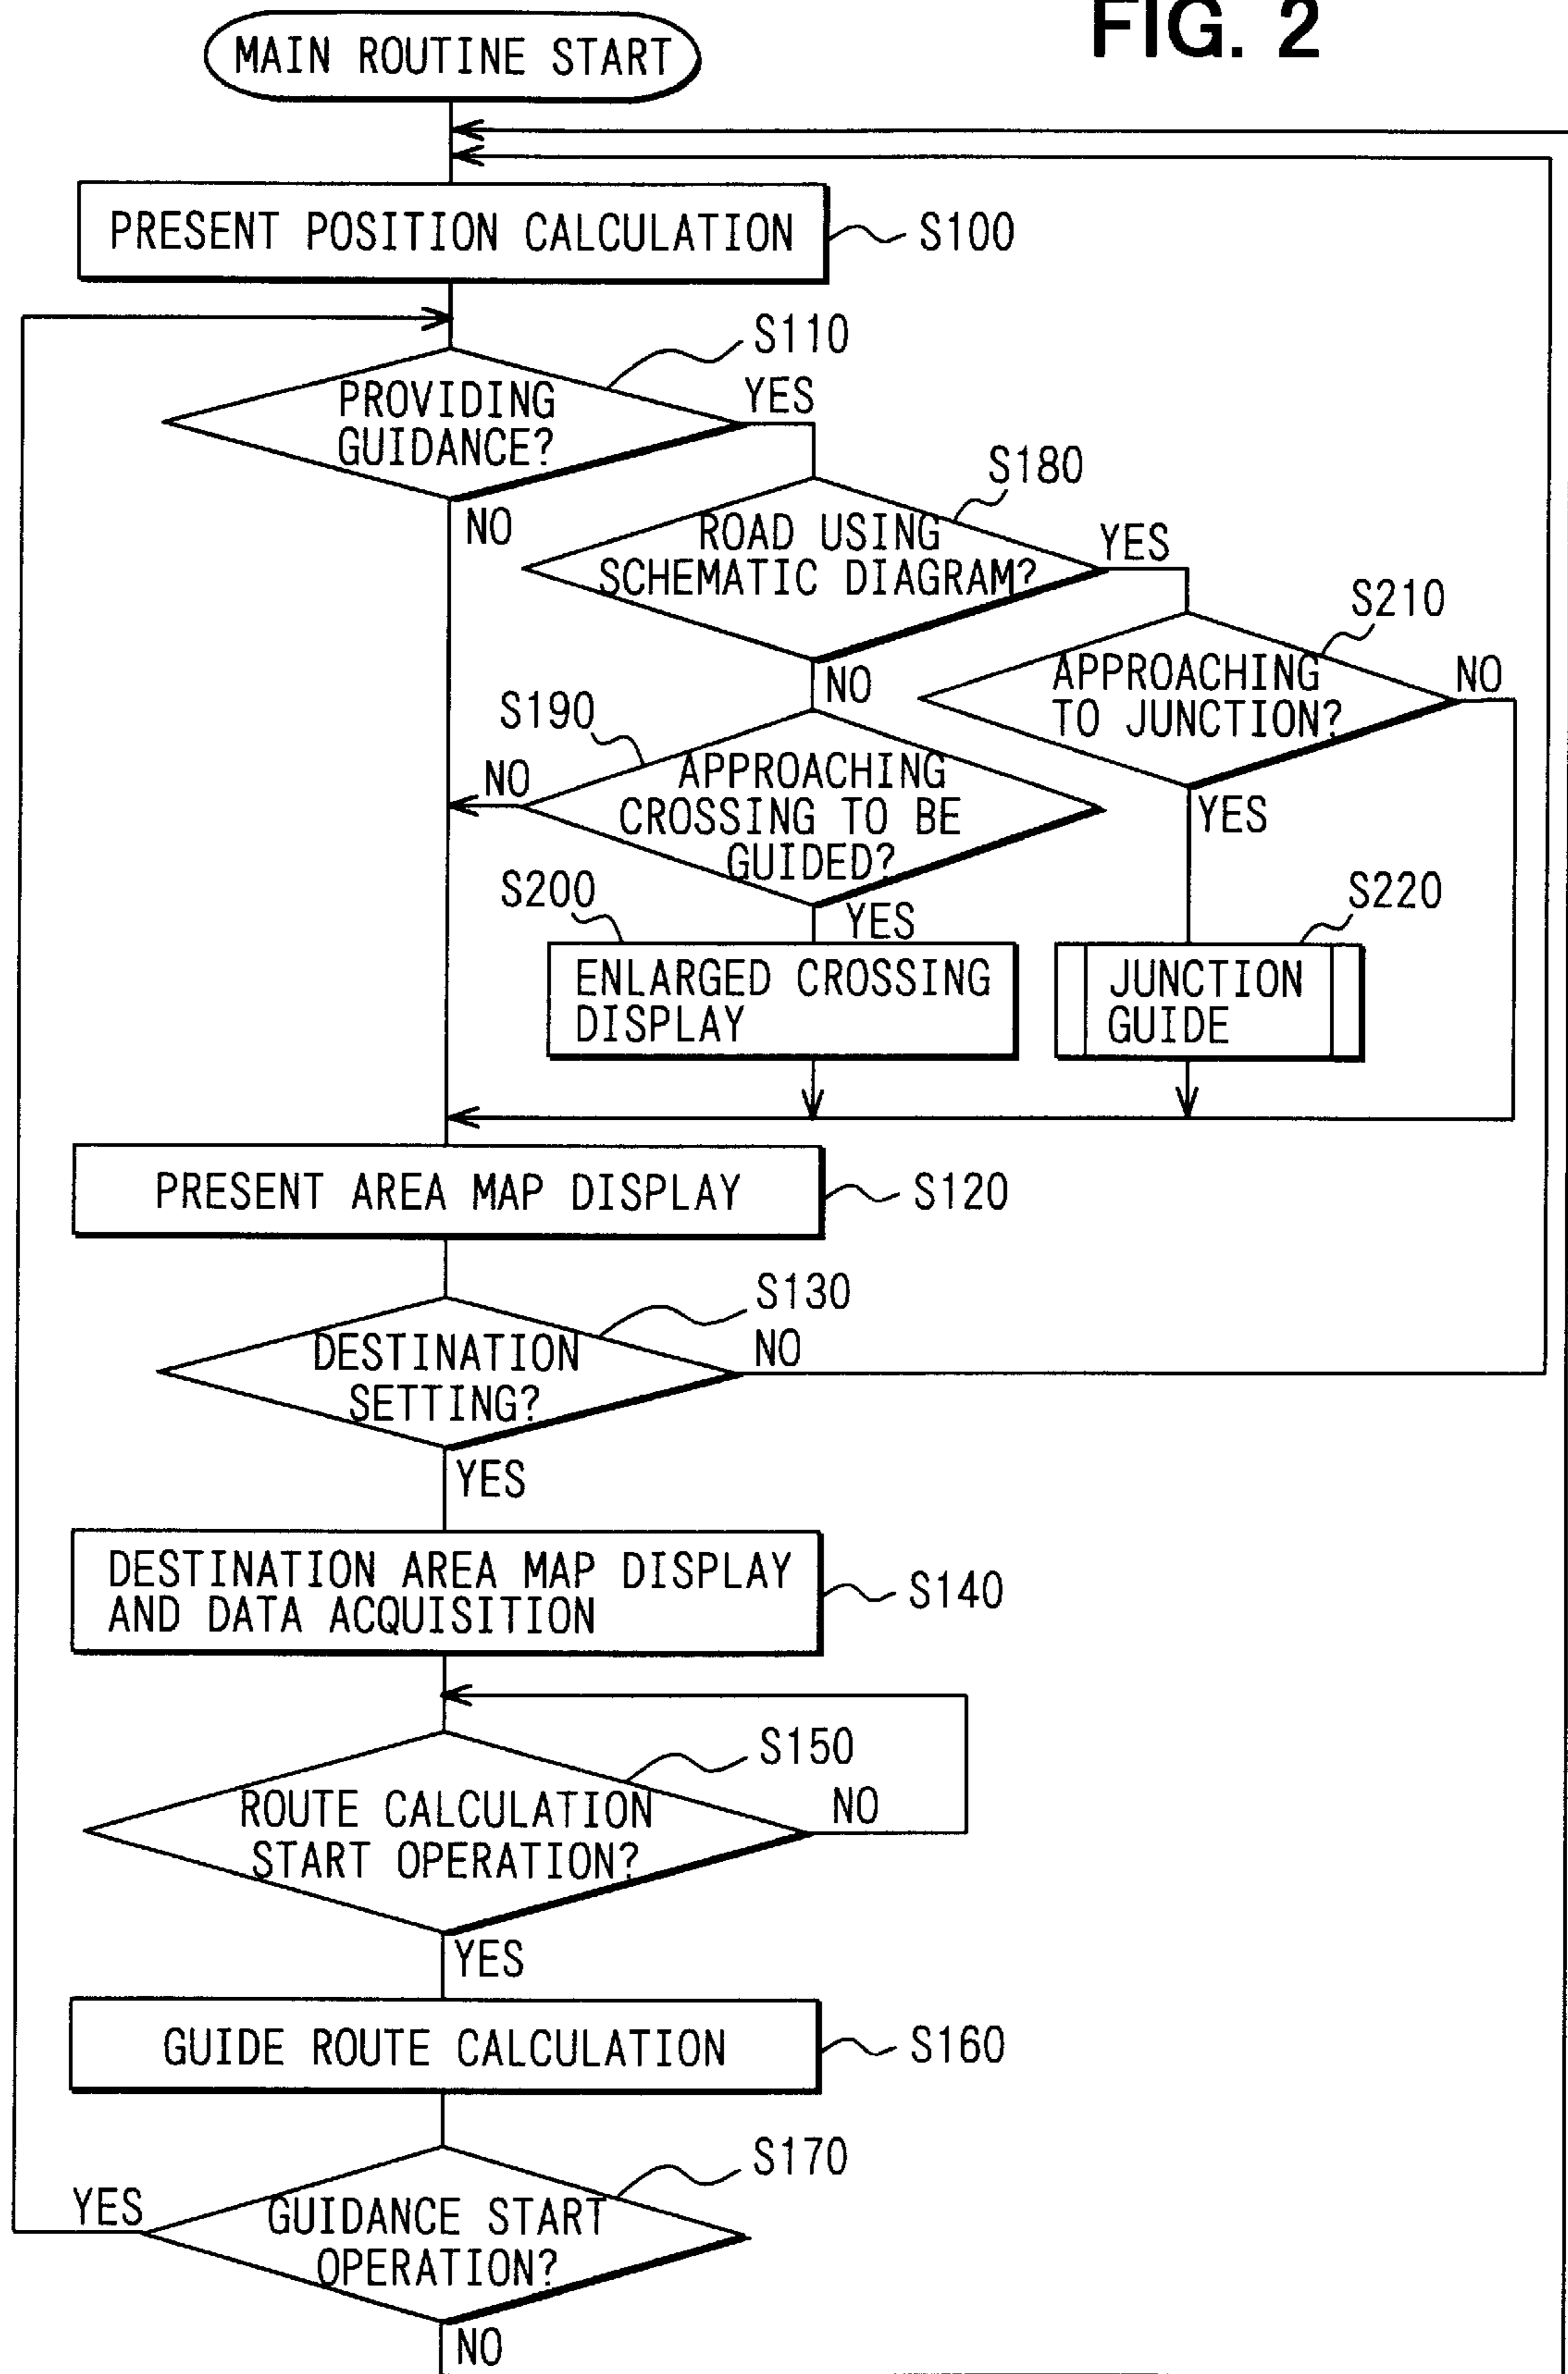 FIG. 2
MAIN ROUTINE START
PRESENT POSITION CALCULATION
S100
S110
PROVIDING
GUIDANCE?
YES
NO
S180
ROAD USING
SCHEMATIC DIAGRAM?
YES
NO
S210
APPROACHING
TO JUNCTION?
NO
YES
S190
APPROACHING
CROSSING TO BE
GUIDED?
NO
YES
S200
ENLARGED CROSSING
DISPLAY
S220
JUNCTION
GUIDE
PRESENT AREA MAP DISPLAY
S120
S130
DESTINATION
SETTING?
NO
YES
DESTINATION AREA MAP DISPLAY
AND DATA ACQUISITION
S140
S150
ROUTE CALCULATION
START OPERATION?
NO
YES
GUIDE ROUTE CALCULATION
S160
S170
GUIDANCE START
OPERATION?
YES
NO